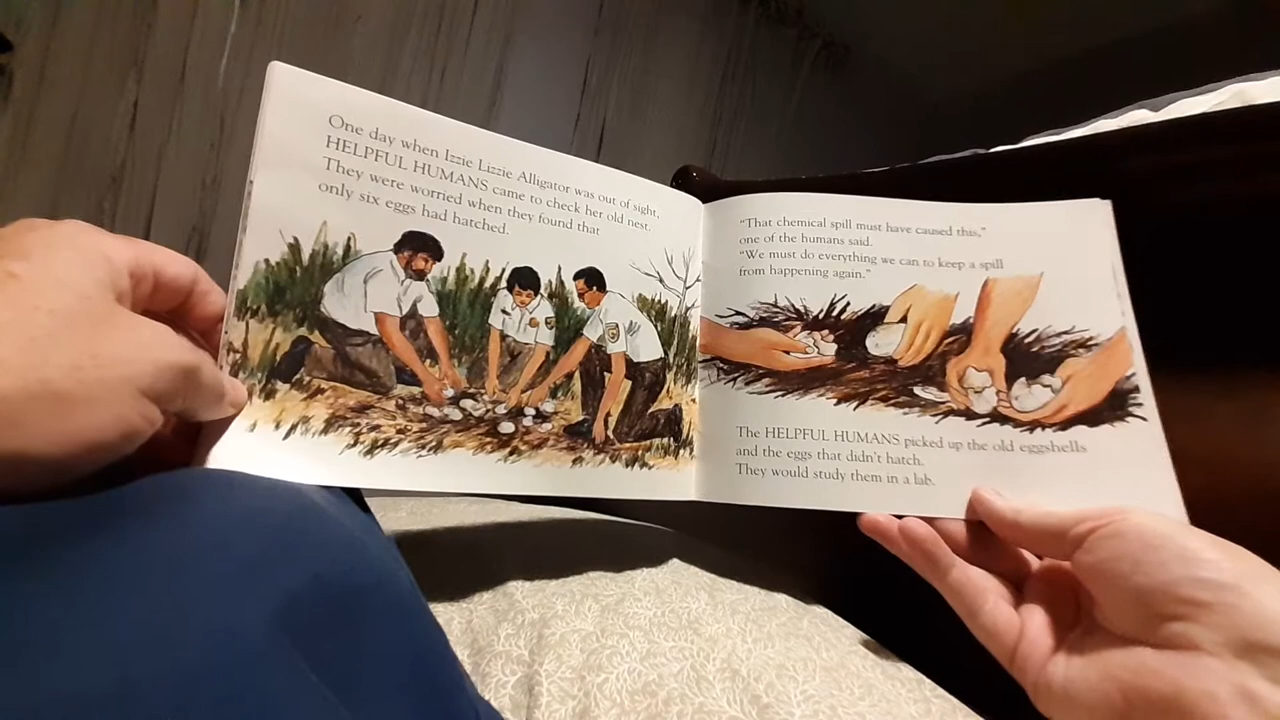 One day when Izzie Lizzie Alligator was out of sight,
HELPFUL HUMANS came to check her old nest.
They were worried when they found that
only six eggs had hatched.
“That chemical spill must have caused this,”
one of the humans said.
“We must do everything we can to keep a spill
from happening again.”
The HELPFUL HUMANS picked up the old eggshells
and the eggs that didn’t hatch.
They would study them in a lab.